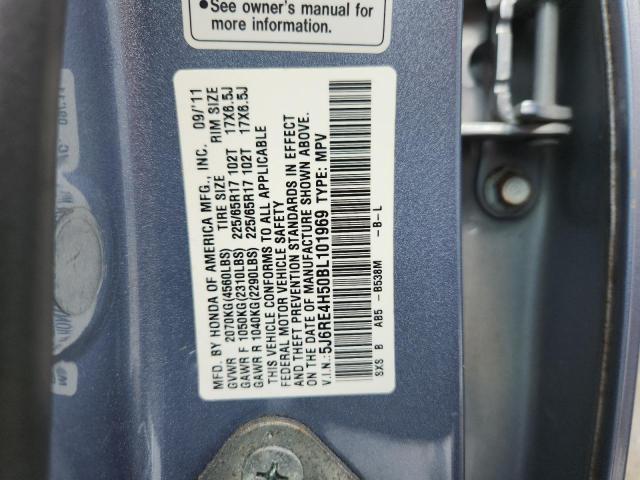 •See owner's manual for
more information.
MFD. BY HONDA OF AMERICA MFG., INC. 09/'11
TIRE SIZE RIM SIZE
GVWR 2070KG(4560LBS)
GAWR F 1050KG(2310LBS) 225/65R17 102T 17X6.5J
GAWR R 1040KG(2290LBS) 225/65R17 102T 17X6.5J
THIS VEHICLE CONFORMS TO ALL APPLICABLE
FEDERAL MOTOR VEHICLE SAFETY
AND THEFT PREVENTION STANDARDS IN EFFECT
ON THE DATE OF MANUFACTURE SHOWN ABOVE.
V.I.N.:5J6RE4H50BL101969 TYPE: MPV
SXS B AB5 -B538M -B-L